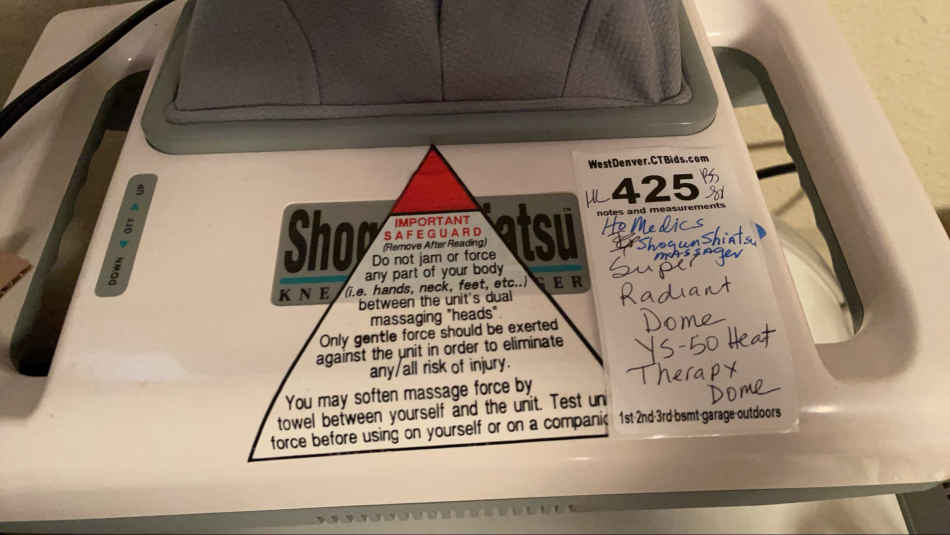 UP
OFF
DOWN
Shog
iatsu™
KNE
GER
IMPORTANT
SAFEGUARD
(Remove After Reading)
Do not jam or force
any part of your body
(i.e. hands, neck, feet, etc..)
between the unit's dual
massaging "heads".
Only gentle force should be exerted
against the unit in order to eliminate
any/all risk of injury.
You may soften massage force by
towel between yourself and the unit. Test un
force before using on yourself or on a companio
WestDenver.CTBids.com
425
notes and measurements
HoMedics
Shogun Shiatsu
massager
Super
Radiant
Dome
YS-50 Heat
Therapy
Dome
1st-2nd-3rd-bsmt-garage-outdoors